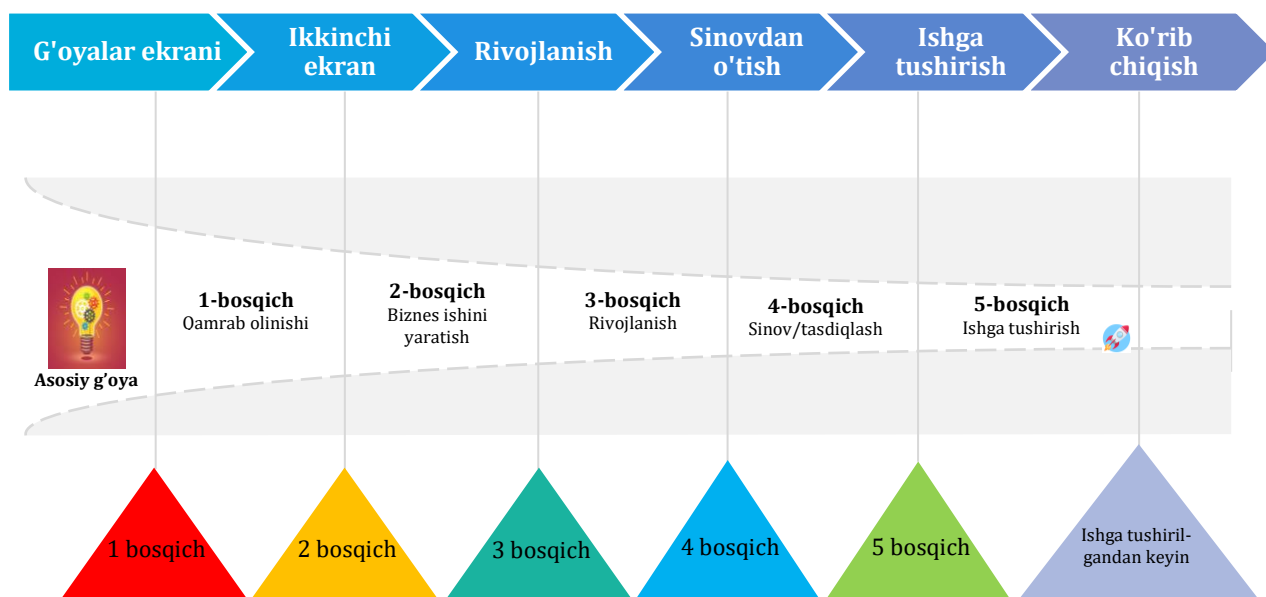 G'oyalar ekrani
Ikkinchi
ekran
Rivojlanish
Sinovdan
o'tish
Ishga
tushirish
Ko'rib
chiqish
Asosiy g’oya
1-bosqich
Qamrab olinishi
2-bosqich
Biznes ishini
yaratish
3-bosqich
Rivojlanish
4-bosqich
Sinov/tasdiqlash
5-bosqich
Ishga tushirish
1 bosqich
2 bosqich
3 bosqich
4 bosqich
5 bosqich
Ishga tushiril-
gandan keyin